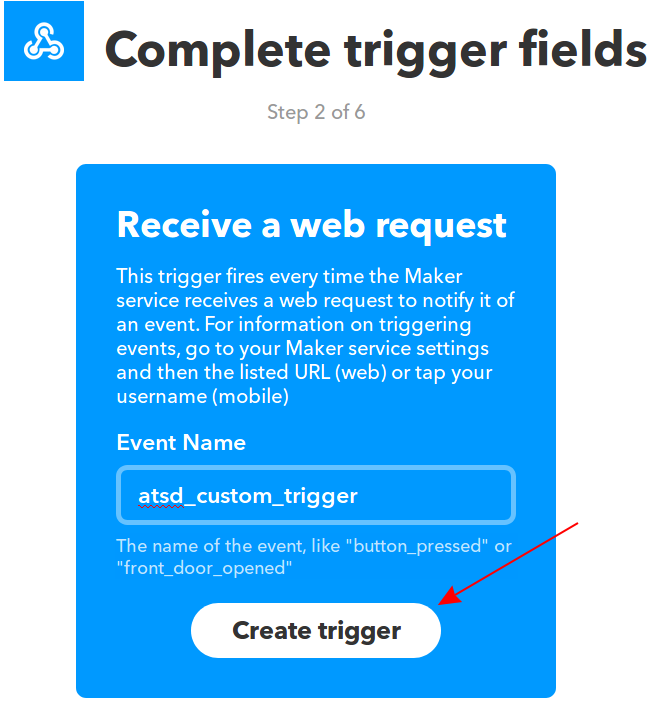 Complete trigger fields
Step 2 of 6
Receive a web request
This trigger fires every time the Maker
service receives a web request to notify it of
an event. For information on triggering
events, go to your Maker service settings
and then the listed URL (web) or tap your
username (mobile)
Event Name
atsd_custom_trigger
The name of the event, like "button_pressed" or
"front_door_opened"
Create trigger